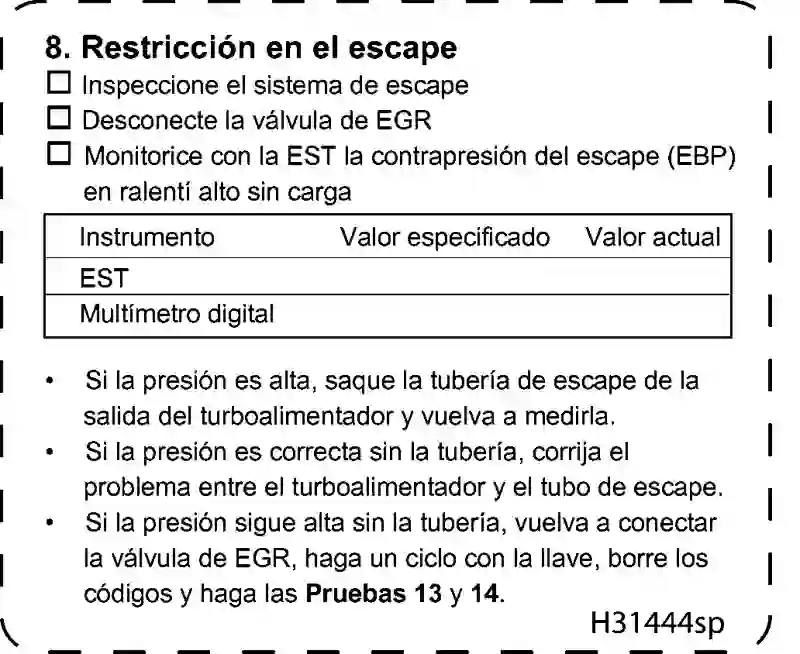 8. Restricción en el escape
☐ Inspeccione el sistema de escape
☐ Desconecte la válvula de EGR
☐ Monitorice con la EST la contrapresión del escape (EBP)
en ralentí alto sin carga
Instrumento Valor especificado Valor actual
EST
Multímetro digital
• Si la presión es alta, saque la tubería de escape de la
salida del turboalimentador y vuelva a medirla.
• Si la presión es correcta sin la tubería, corrija el
problema entre el turboalimentador y el tubo de escape.
• Si la presión sigue alta sin la tubería, vuelva a conectar
la válvula de EGR, haga un ciclo con la llave, borre los
códigos y haga las Pruebas 13 y 14.
H31444sp